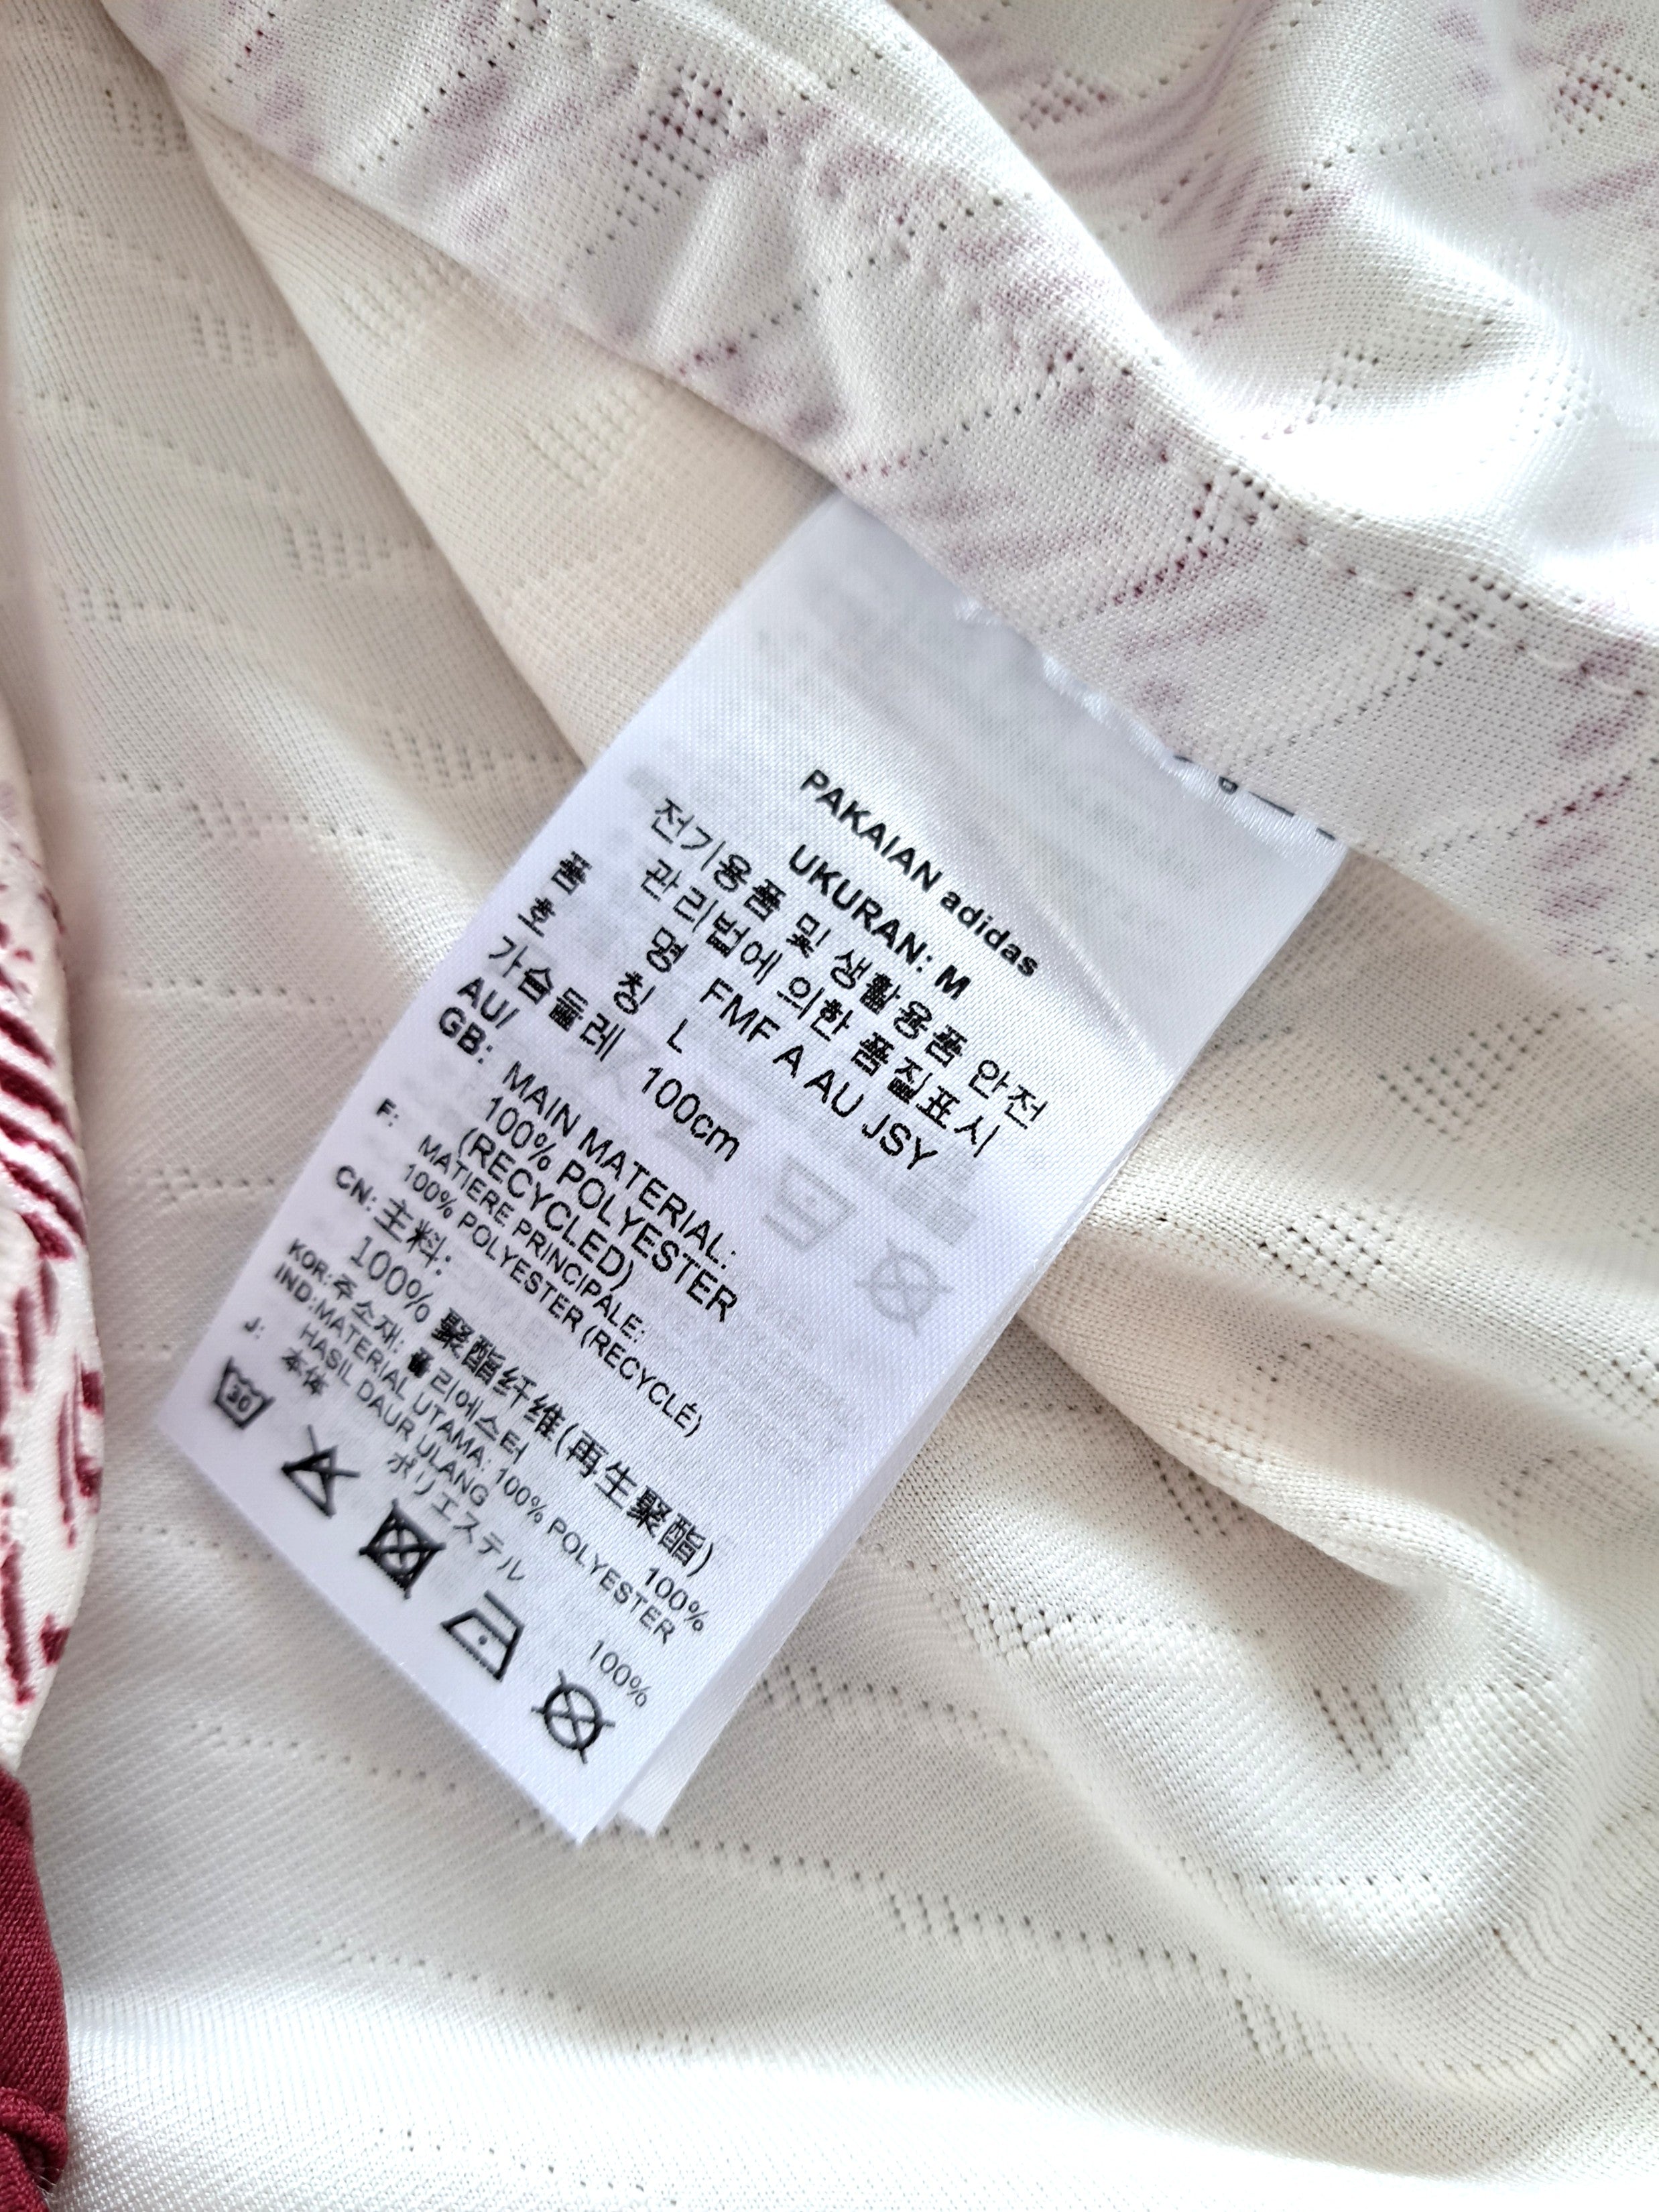 PAKAIAN adidas
UKURAN: M
전기용품 및 생활용품 안전
관리법에 의한 품질표시
품 명 FMF A AU JSY
호 칭 L
가슴둘레 100cm
AU/
GB: MAIN MATERIAL:
100% POLYESTER
(RECYCLED)
F: MATIERE PRINCIPALE:
100% POLYESTER (RECYCLÉ)
CN: 主料:
100% 聚酯纤维(再生聚酯)
KOR: 주소재: 폴리에스터 100%
IND: MATERIAL UTAMA: 100% POLYESTER
HASIL DAUR ULANG
J: 本体 ポリエステル 100%
30